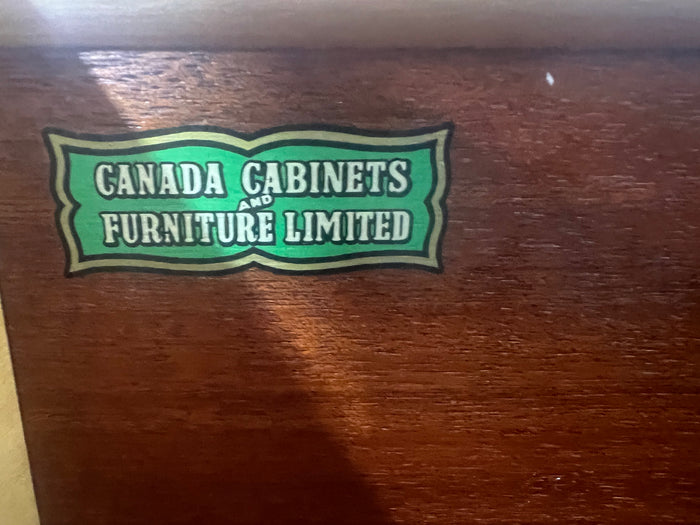 CANADA CABINETS
AND
FURNITURE LIMITED